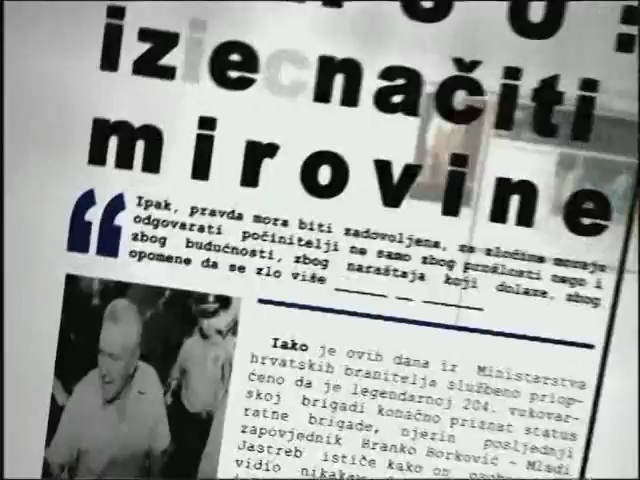 izjednačiti
mirovine
Ipak, pravda mora biti zadovoljena, za zločine moraju
odgovarati počinitelji ne samo zbog prošlosti nego i
zbog budućnosti, zbog naraštaja koji dolaze, zbog
opomene da se zlo više
Iako je ovih dana iz Ministarstva
hrvatskih branitelja službeno priop-
ćeno da je legendarnoj 204. vukovar-
skoj brigadi konačno priznat status
ratne brigade, njezin posljednji
zapovjednik Branko Borković - Mladi
Jastreb ističe kako on
vidio